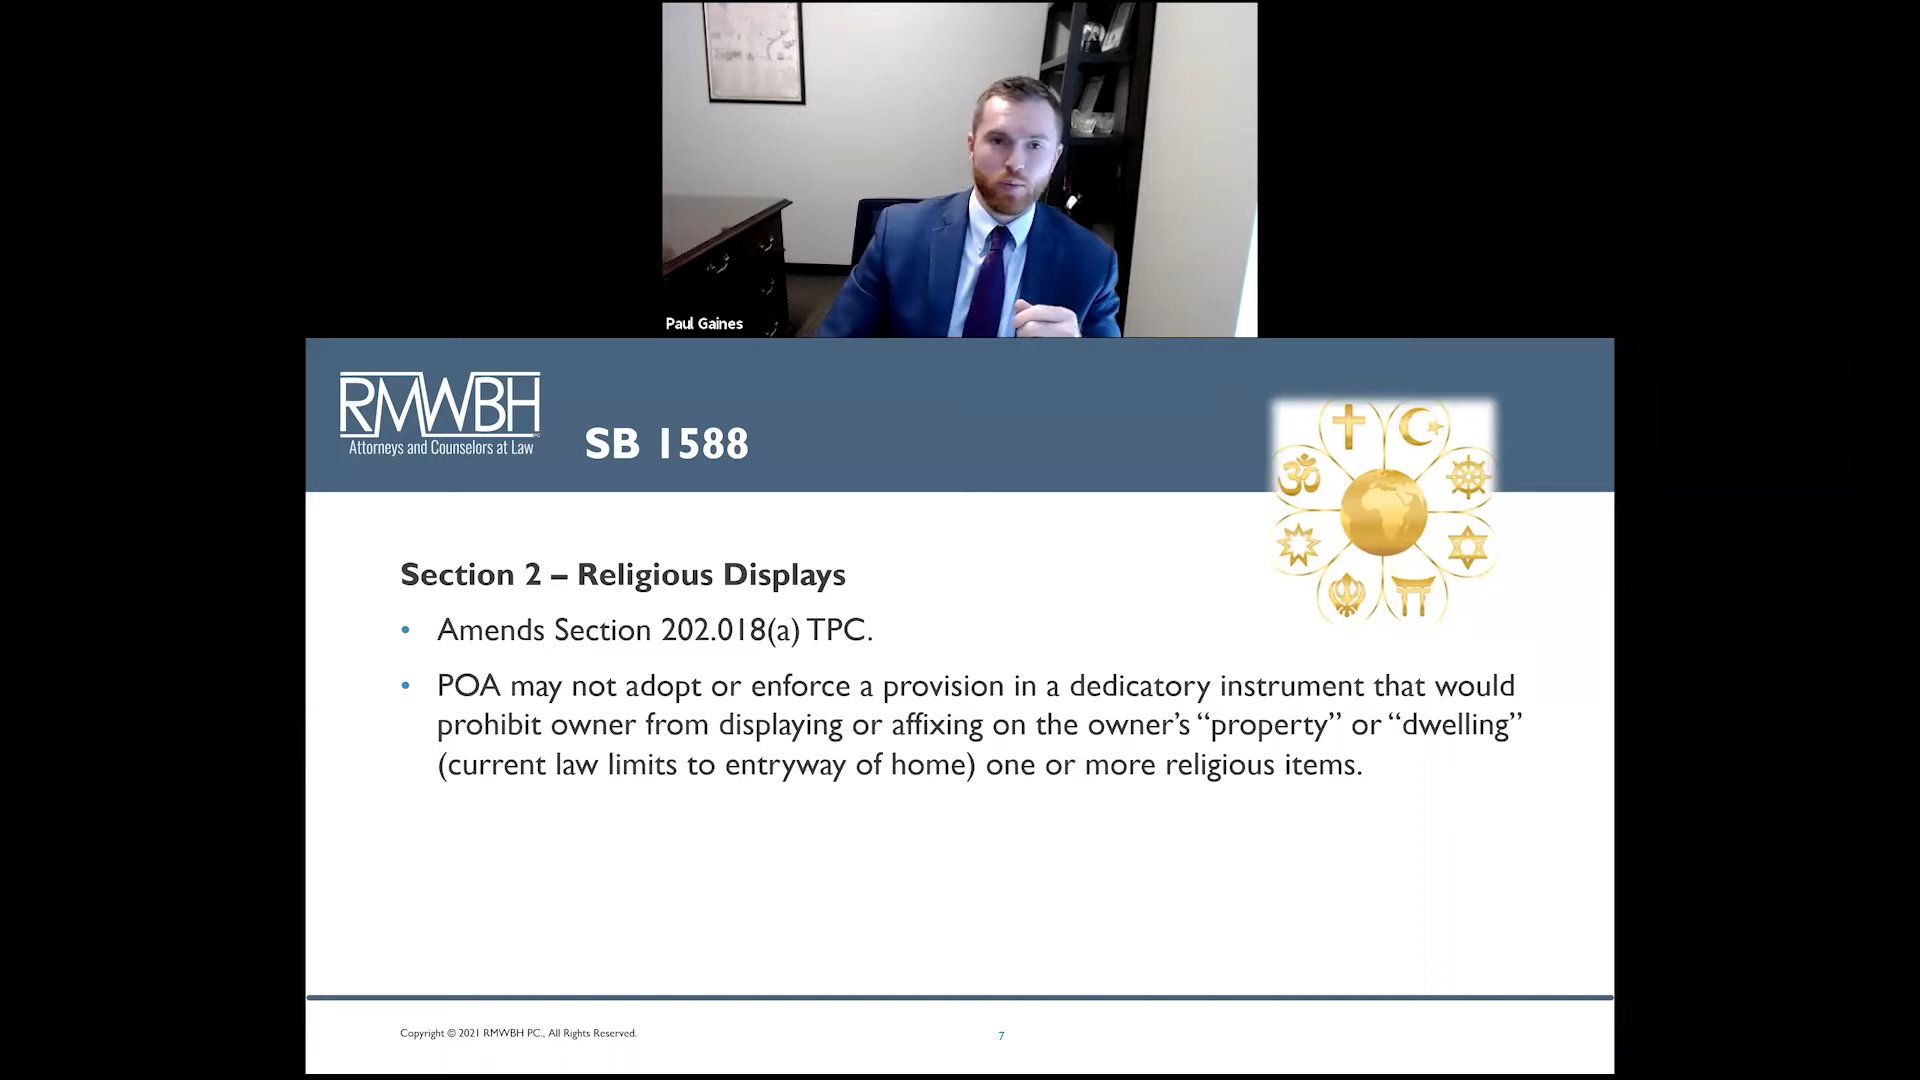 Paul Gaines
RMWBH
Attorneys and Counselors at Law
SB 1588
Section 2 – Religious Displays
• Amends Section 202.018(a) TPC.
• POA may not adopt or enforce a provision in a dedicatory instrument that would
prohibit owner from displaying or affixing on the owner’s “property” or “dwelling”
(current law limits to entryway of home) one or more religious items.
Copyright © 2021 RMWBH PC., All Rights Reserved.
7